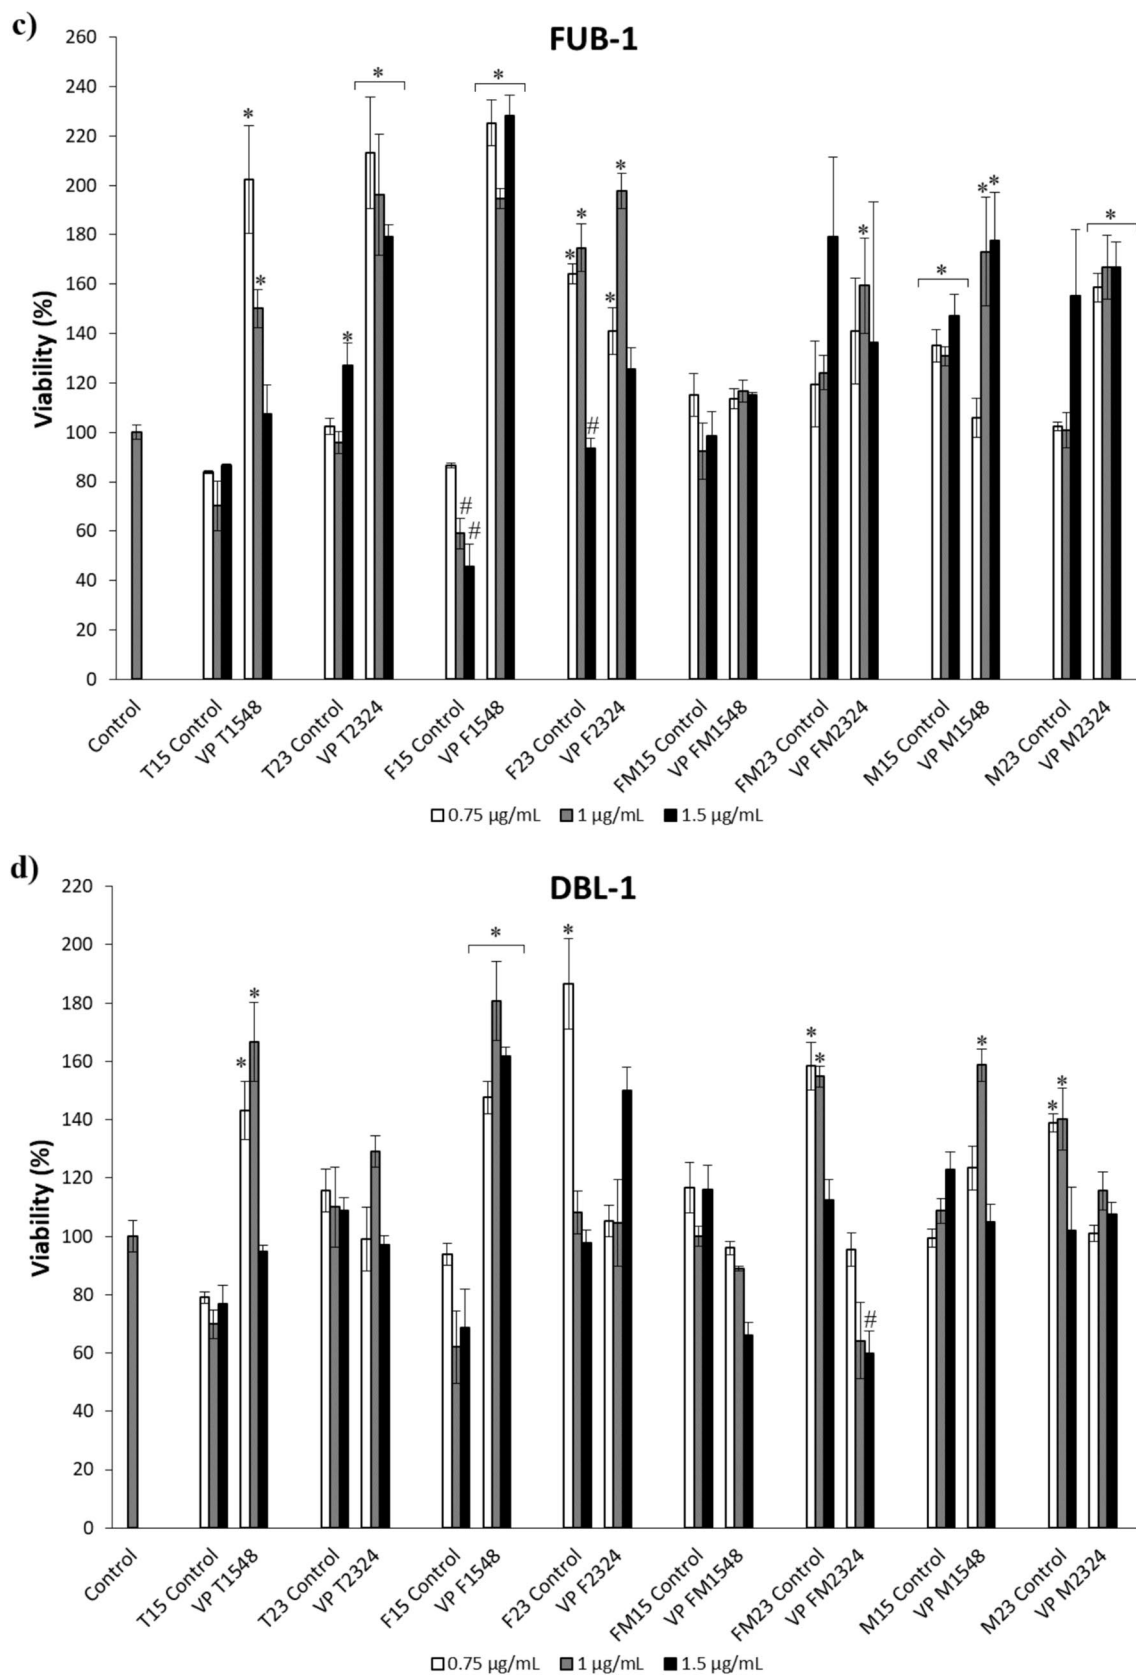 c)
FUB-1
Viability (%)
260
240
220
200
180
160
140
120
100
80
60
40
20
0
*
*
*
*
#
#
*
*
*
#
*
*
*
*
*
*
*
Control
T15 Control
VP T1548
T23 Control
VP T2324
F15 Control
VP F1548
F23 Control
VP F2324
FM15 Control
VP FM1548
FM23 Control
VP FM2324
M15 Control
VP M1548
M23 Control
VP M2324
0.75 µg/mL 1 µg/mL 1.5 µg/mL
d)
DBL-1
Viability (%)
220
200
180
160
140
120
100
80
60
40
20
0
*
*
*
*
*
*
#
*
*
*
Control
T15 Control
VP T1548
T23 Control
VP T2324
F15 Control
VP F1548
F23 Control
VP F2324
FM15 Control
VP FM1548
FM23 Control
VP FM2324
M15 Control
VP M1548
M23 Control
VP M2324
0.75 µg/mL 1 µg/mL 1.5 µg/mL